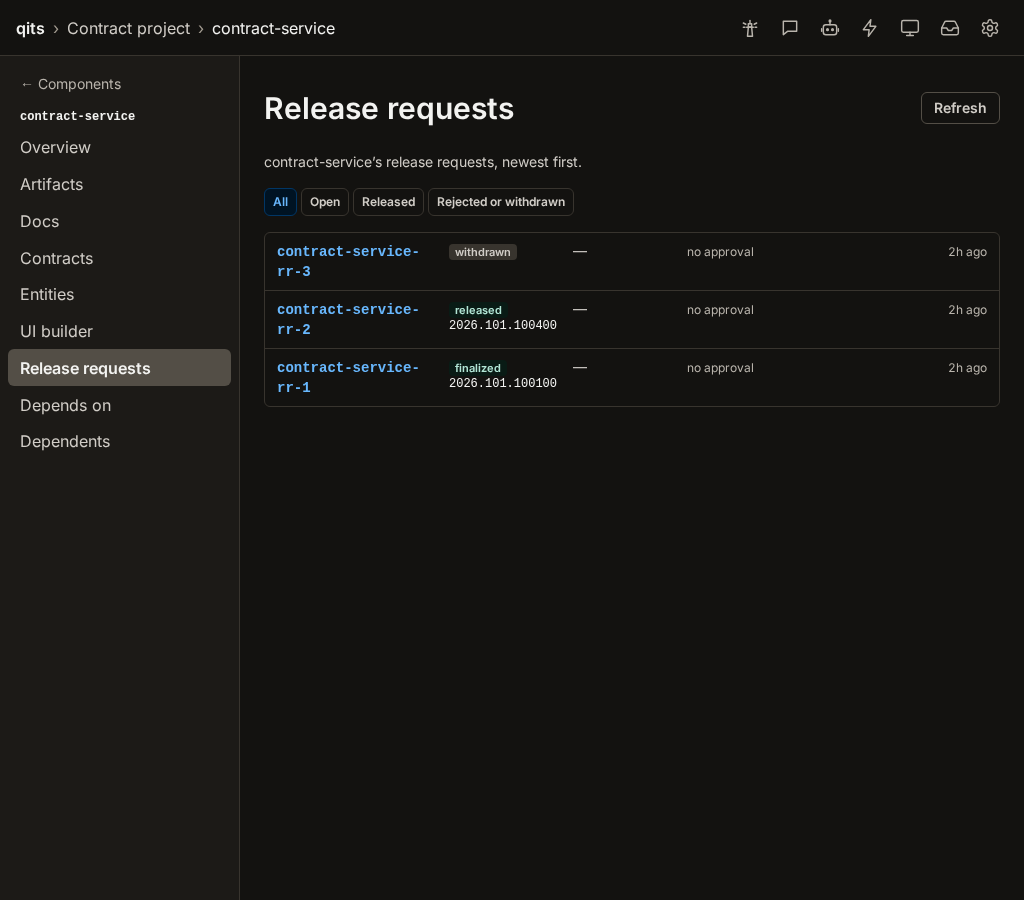 qits › Contract project › contract-service
← Components
contract-service
Overview
Artifacts
Docs
Contracts
Entities
UI builder
Release requests
Depends on
Dependents
Release requests
Refresh
contract-service’s release requests, newest first.
All
Open
Released
Rejected or withdrawn
contract-service-
rr-3
withdrawn
—
no approval
2h ago
contract-service-
rr-2
released
2026.101.100400
—
no approval
2h ago
contract-service-
rr-1
finalized
2026.101.100100
—
no approval
2h ago